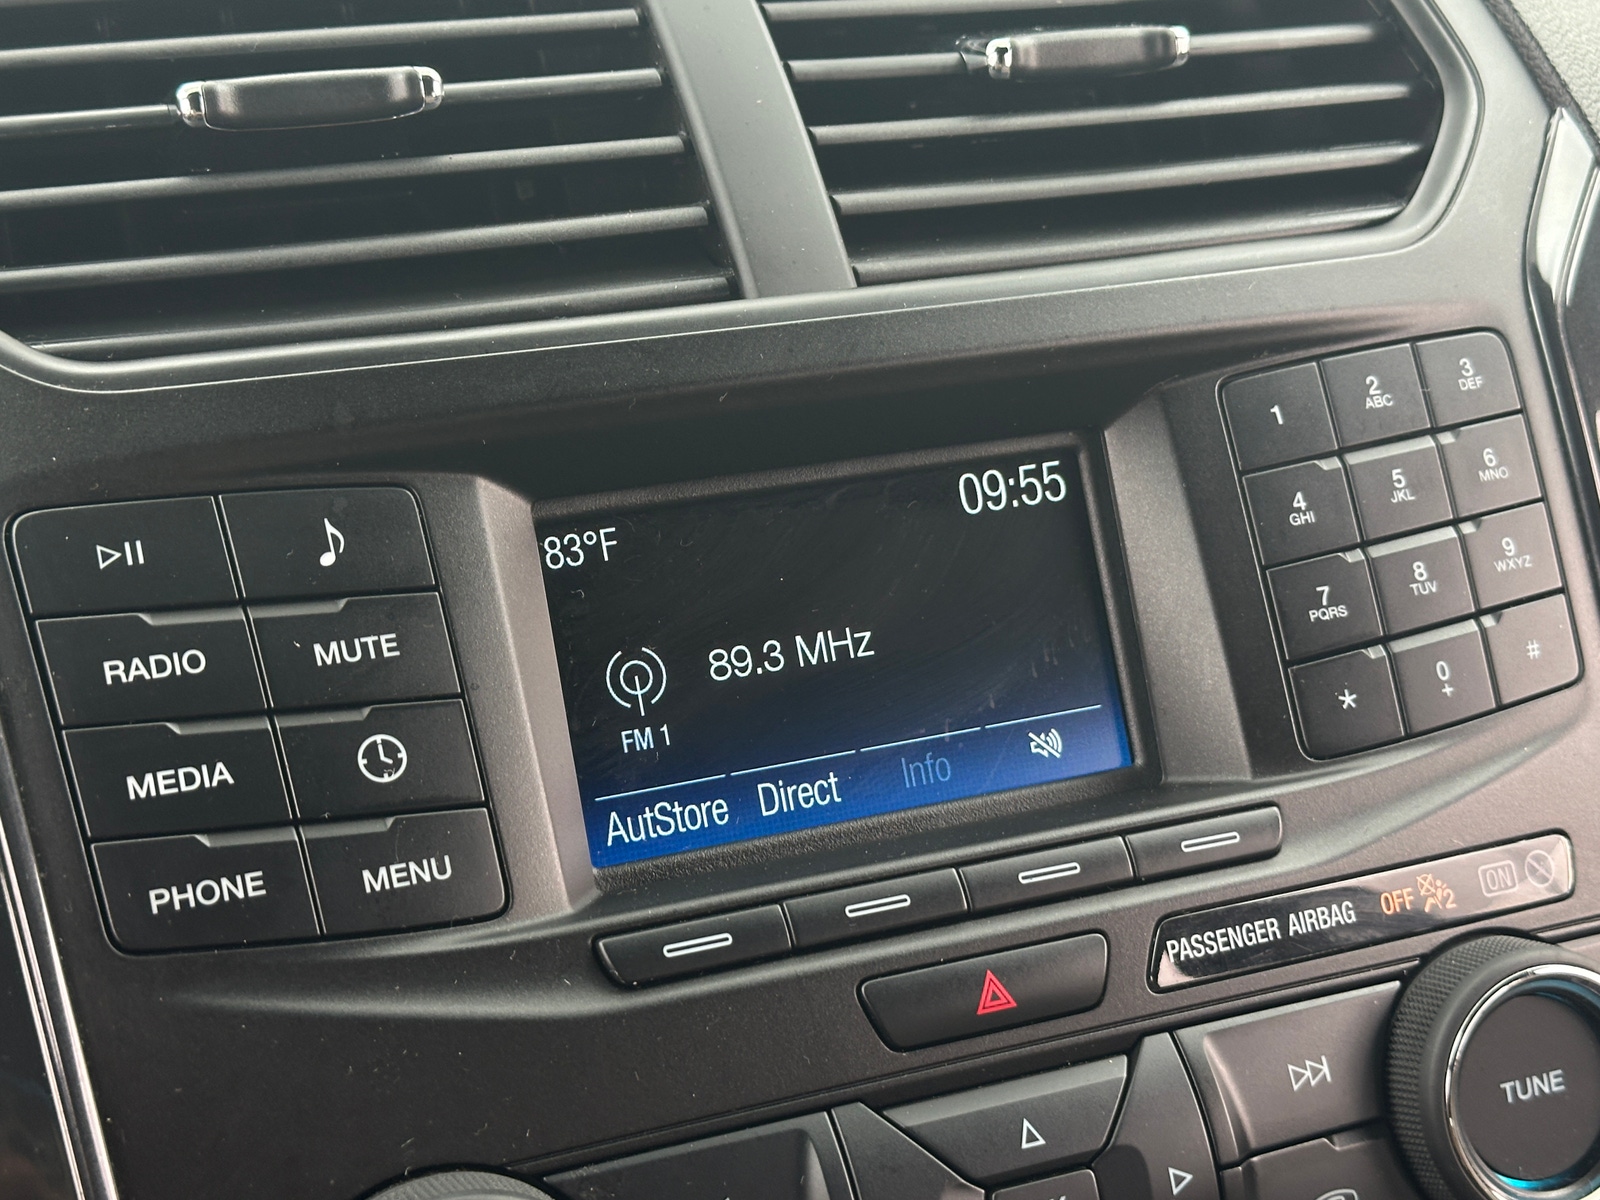 09:55
83°F
89.3 MHz
FM 1
AutStore Direct Info
RADIO MUTE
MEDIA
PHONE MENU
1 2 ABC 3 DEF
4 GHI 5 JKL 6 MNO
7 PQRS 8 TUV 9 WXYZ
* 0 + #
PASSENGER AIRBAG OFF 2 ON
TUNE